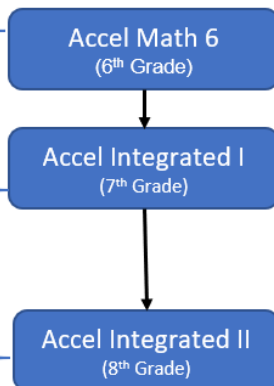 Accel Math 6
(6th Grade)
Accel Integrated I
(7th Grade)
Accel Integrated II
(8th Grade)